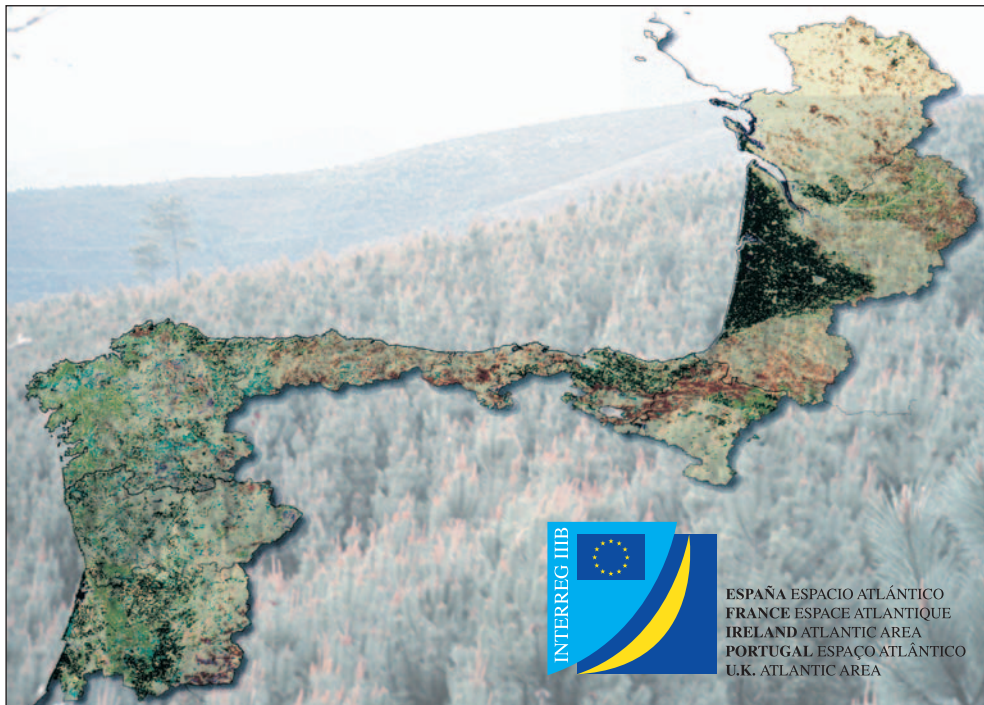 INTERREG IIIB
ESPAÑA ESPACIO ATLÁNTICO
FRANCE ESPACE ATLANTIQUE
IRELAND ATLANTIC AREA
PORTUGAL ESPAÇO ATLÂNTICO
U.K. ATLANTIC AREA